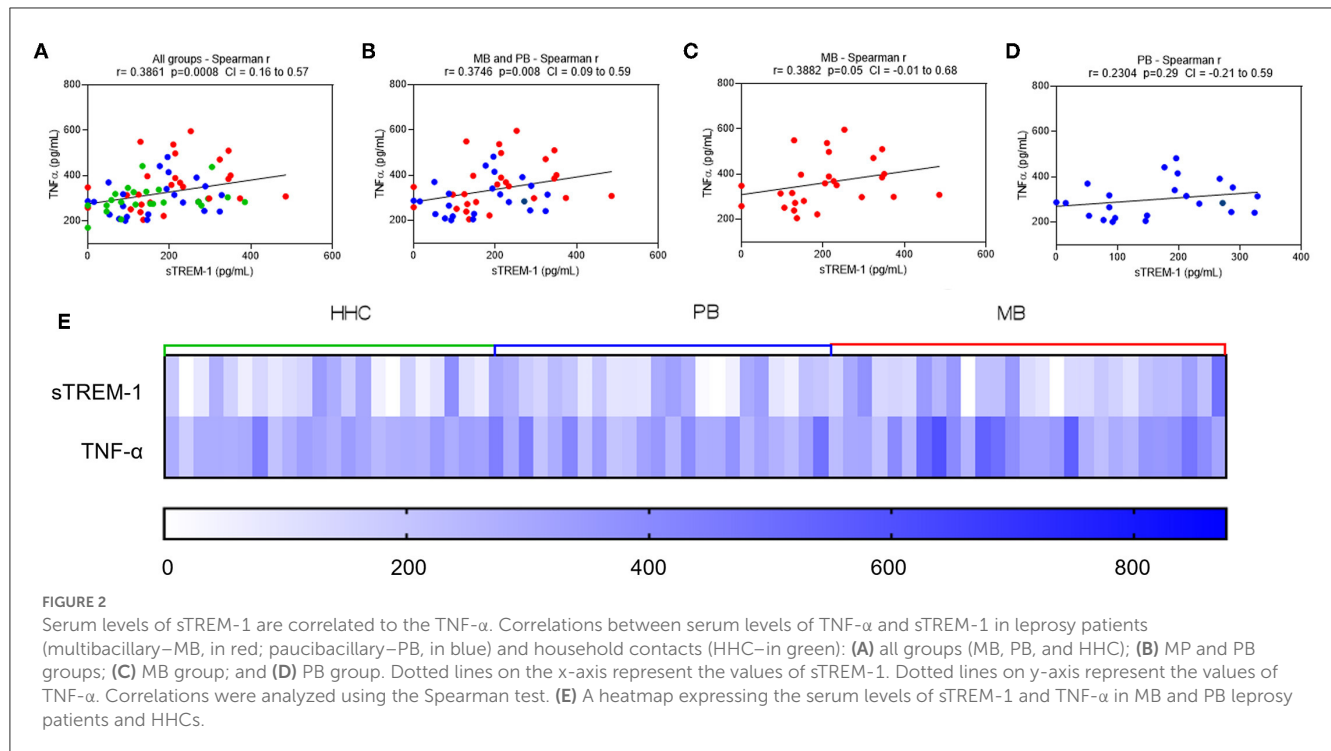 A
All groups - Spearman r
r= 0.3861 p=0.0008 CI = 0.16 to 0.57
800
600
400
200
0
TNFα (pg/mL)
0 200 400 600
sTREM-1 (pg/mL)
B
MB and PB - Spearman r
r= 0.3746 p=0.008 CI = 0.09 to 0.59
800
600
400
200
0
TNFα (pg/mL)
0 200 400 600
sTREM-1 (pg/mL)
C
MB - Spearman r
r= 0.3882 p=0.05 CI = -0.01 to 0.68
800
600
400
200
0
TNFα (pg/mL)
0 200 400 600
sTREM-1 (pg/mL)
D
PB - Spearman r
r= 0.2304 p=0.29 CI = -0.21 to 0.59
800
600
400
200
0
TNFα (pg/mL)
0 100 200 300 400
sTREM-1 (pg/mL)
E
HHC PB MB
sTREM-1
TNF-α
0 200 400 600 800
FIGURE 2
Serum levels of sTREM-1 are correlated to the TNF-α. Correlations between serum levels of TNF-α and sTREM-1 in leprosy patients
(multibacillary–MB, in red; paucibacillary–PB, in blue) and household contacts (HHC–in green): (A) all groups (MB, PB, and HHC); (B) MP and PB
groups; (C) MB group; and (D) PB group. Dotted lines on the x-axis represent the values of sTREM-1. Dotted lines on y-axis represent the values of
TNF-α. Correlations were analyzed using the Spearman test. (E) A heatmap expressing the serum levels of sTREM-1 and TNF-α in MB and PB leprosy
patients and HHCs.